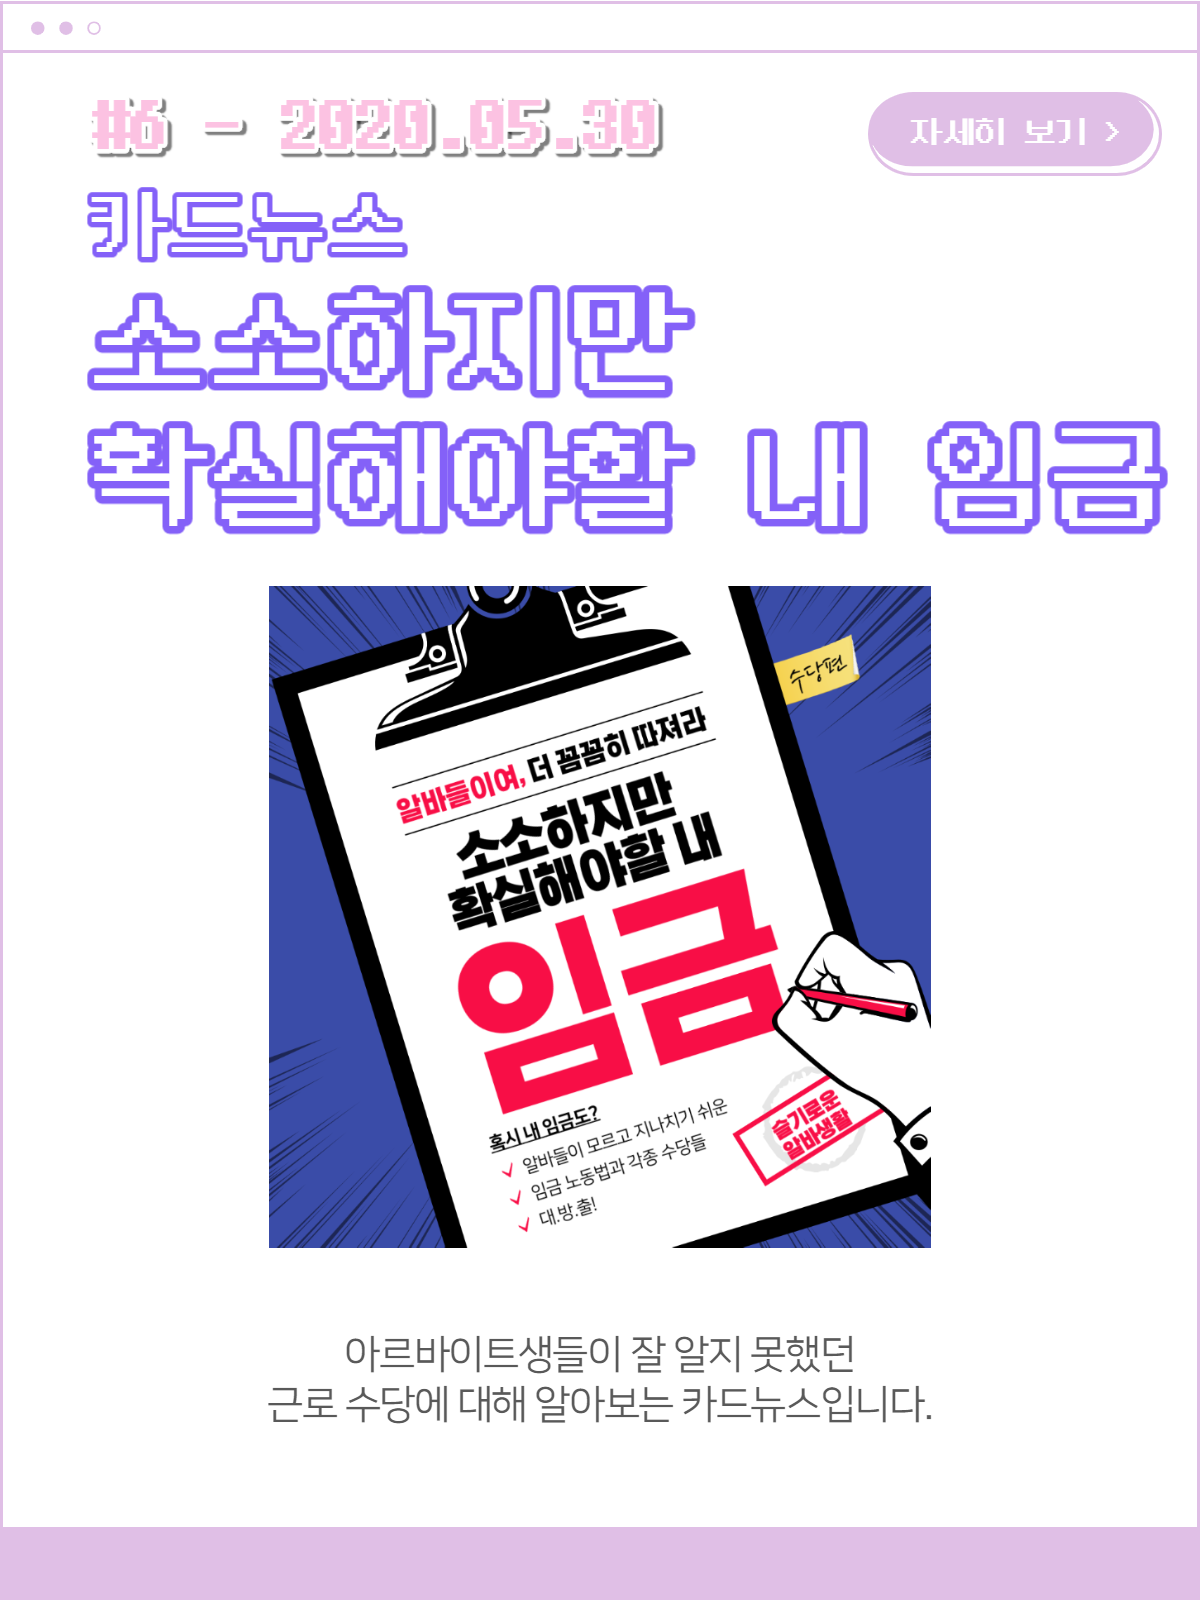 #6 - 2020.05.30
자세히 보기 >
카드뉴스
소소하지만
확실해야할 내 임금
수당편
알바들이여, 더 꼼꼼히 따져라
소소하지만
확실해야할 내
임금
혹시 내 임금도?
알바들이 모르고 지나치기 쉬운
임금 노동법과 각종 수당들
대.방.출!
슬기로운
알바생활
아르바이트생들이 잘 알지 못했던
근로 수당에 대해 알아보는 카드뉴스입니다.